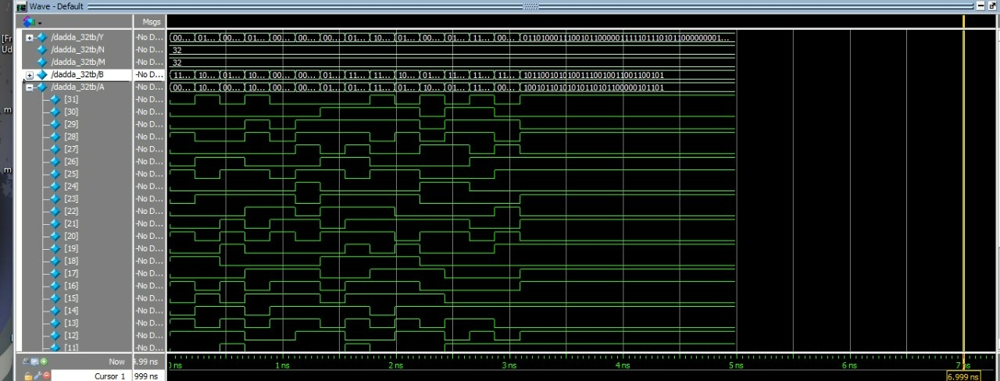 Wave - Default
Msgs
/dadda_32tb/Y -No D... 00... 01... 00... 01... 00... 00... 00... 01... 10... 01... 00... 01... 11... 00...
/dadda_32tb/N -No D... 32
/dadda_32tb/M -No D... 32
/dadda_32tb/B -No D... 11... 10... 01... 10... 00... 00... 01... 11... 11... 10... 01... 11... 11... 11... 10110010101001110010011001100101
/dadda_32tb/A -No D... 00... 10... 00... 10... 00... 00... 01... 01... 11... 01... 10... 01... 11... 00...
[31] -No D...
[30] -No D...
[29] -No D...
[28] -No D...
[27] -No D...
[26] -No D...
[25] -No D...
[24] -No D...
[23] -No D...
[22] -No D...
[21] -No D...
[20] -No D...
[19] -No D...
[18] -No D...
[17] -No D...
[16] -No D...
[15] -No D...
[14] -No D...
[13] -No D...
[12] -No D...
[11] -No D...
Now 4.99 ns 0 ns 1 ns 2 ns 3 ns 4 ns 5 ns 6 ns 7 ns
Cursor 1 999 ns 6.999 ns